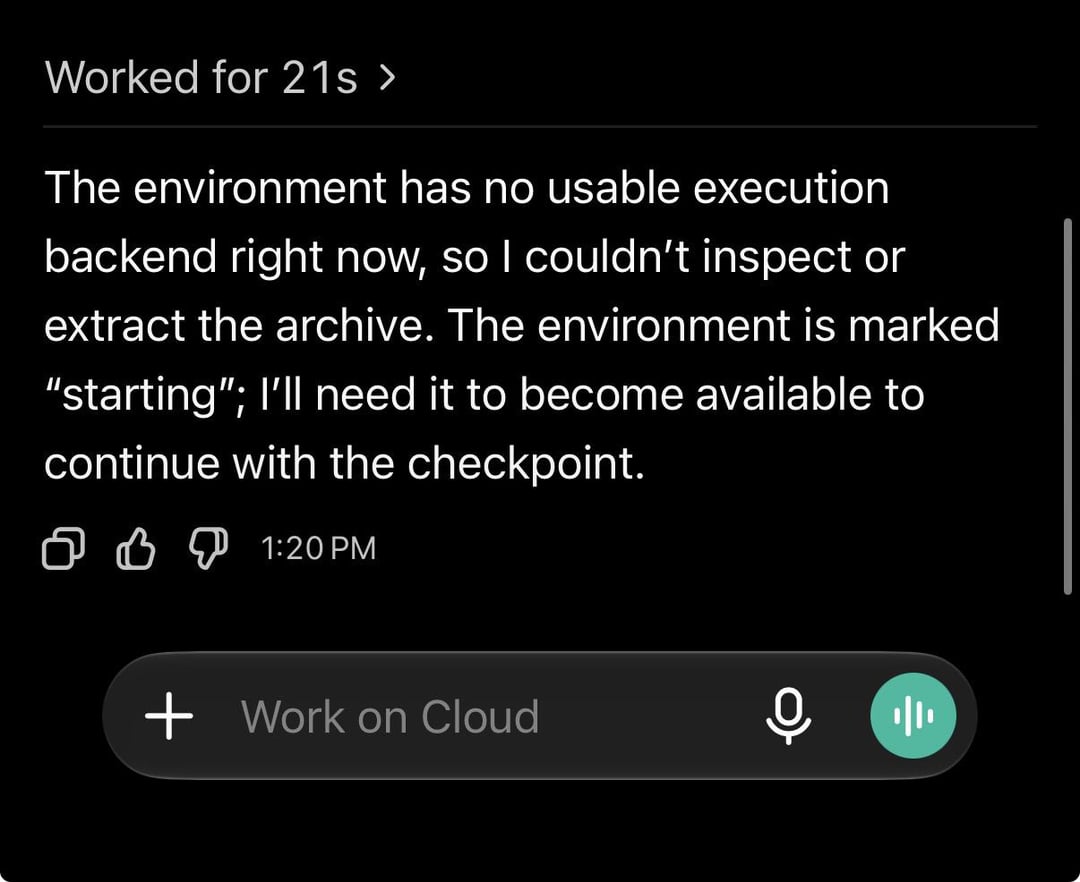 Worked for 21s >
The environment has no usable execution
backend right now, so I couldn’t inspect or
extract the archive. The environment is marked
“starting”; I’ll need it to become available to
continue with the checkpoint.
1:20 PM
Work on Cloud